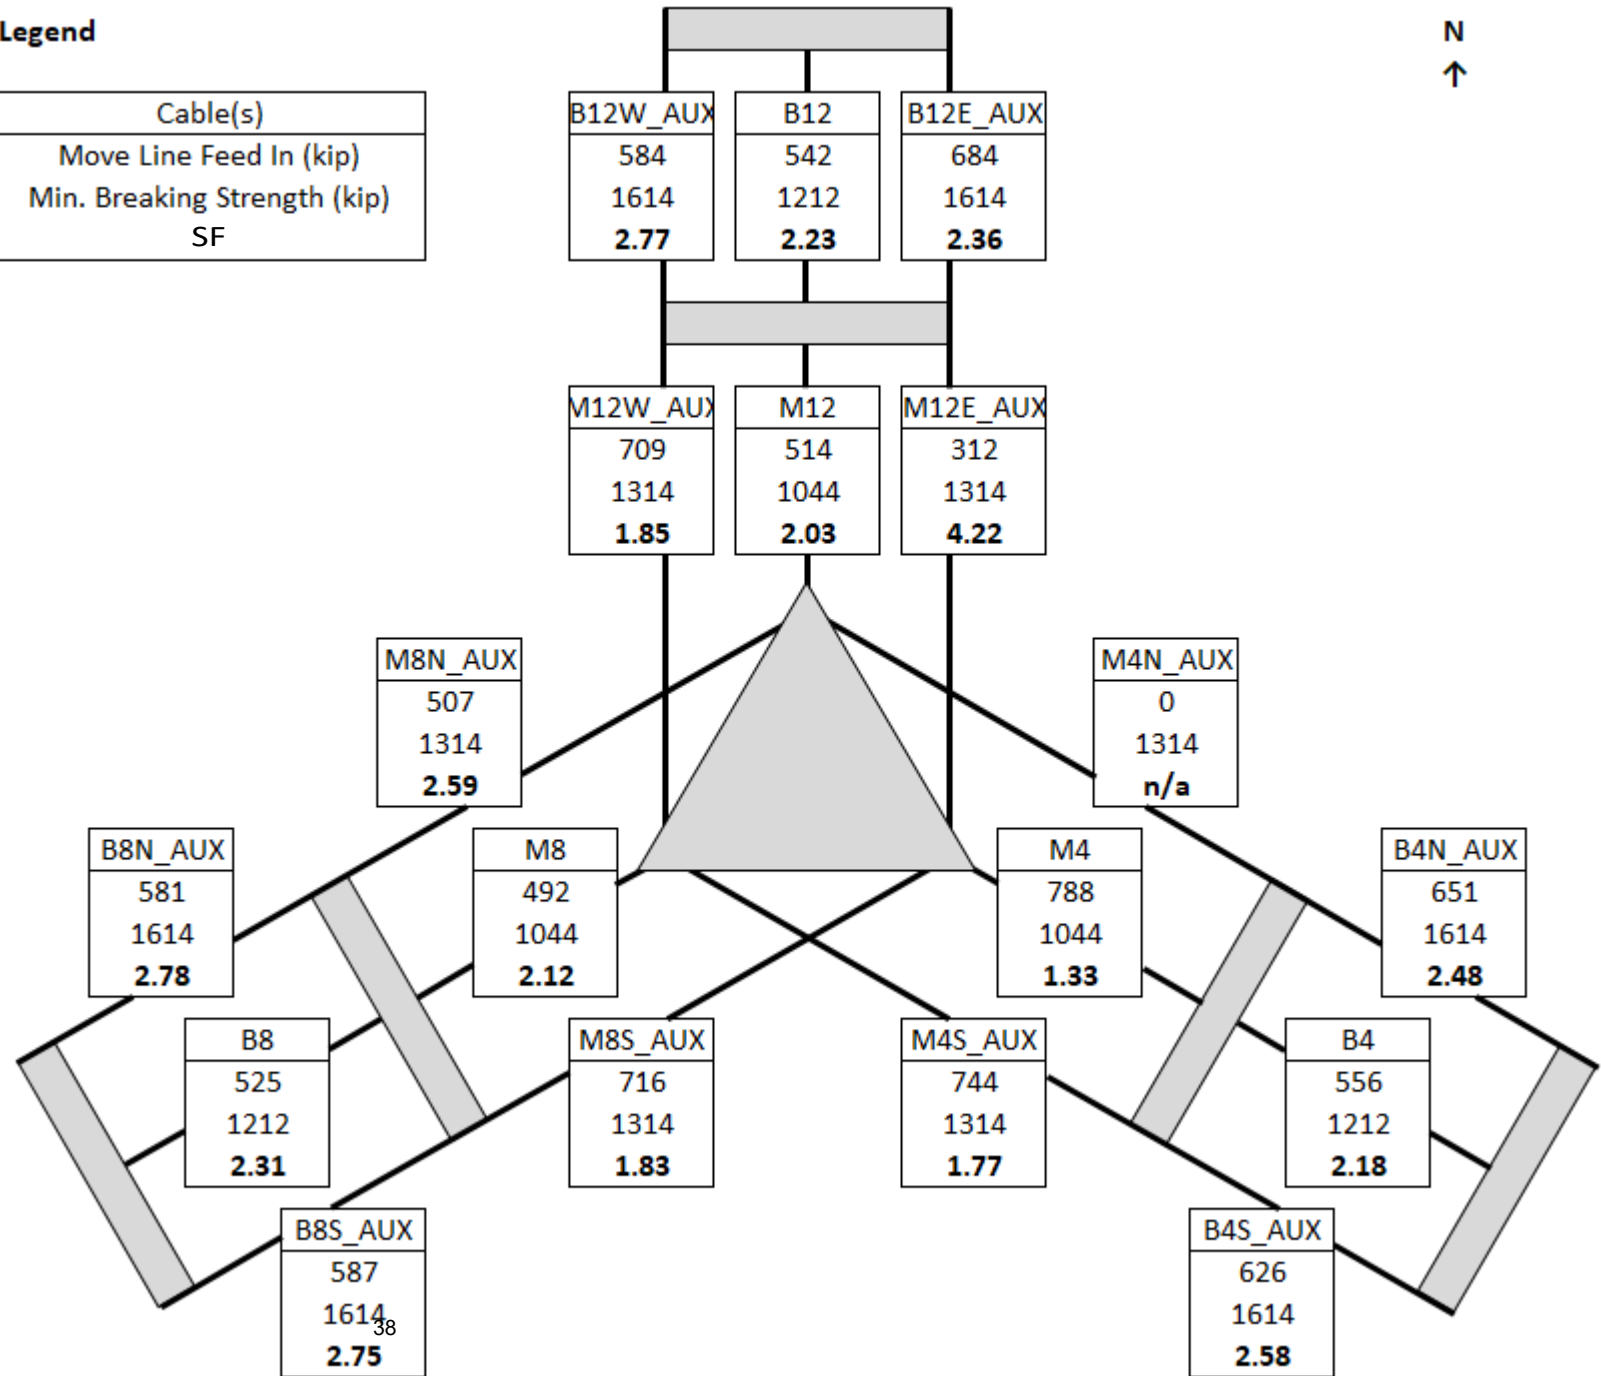 Legend
N
↑
Cable(s)
Move Line Feed In (kip)
Min. Breaking Strength (kip)
SF
B12W_AUX
584
1614
2.77
B12
542
1212
2.23
B12E_AUX
684
1614
2.36
M12W_AUX
709
1314
1.85
M12
514
1044
2.03
M12E_AUX
312
1314
4.22
M8N_AUX
507
1314
2.59
M4N_AUX
0
1314
n/a
B8N_AUX
581
1614
2.78
M8
492
1044
2.12
M4
788
1044
1.33
B4N_AUX
651
1614
2.48
B8
525
1212
2.31
M8S_AUX
716
1314
1.83
M4S_AUX
744
1314
1.77
B4
556
1212
2.18
B8S_AUX
587
1614
38
2.75
B4S_AUX
626
1614
2.58